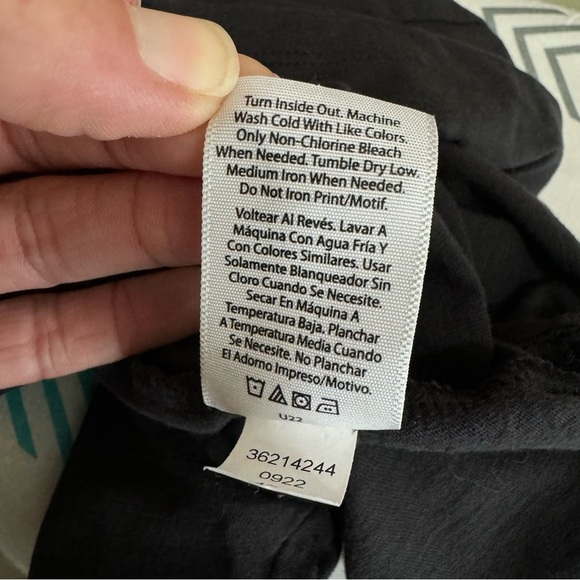 Turn Inside Out. Machine
Wash Cold With Like Colors.
Only Non-Chlorine Bleach
When Needed. Tumble Dry Low.
Medium Iron When Needed.
Do Not Iron Print/Motif.
Voltear Al Revés. Lavar A
Máquina Con Agua Fría Y
Con Colores Similares. Usar
Solamente Blanqueador Sin
Cloro Cuando Se Necesite.
Secar En Máquina A
Temperatura Baja. Planchar
A Temperatura Media Cuando
Se Necesite. No Planchar
El Adorno Impreso/Motivo.
36214244
0922